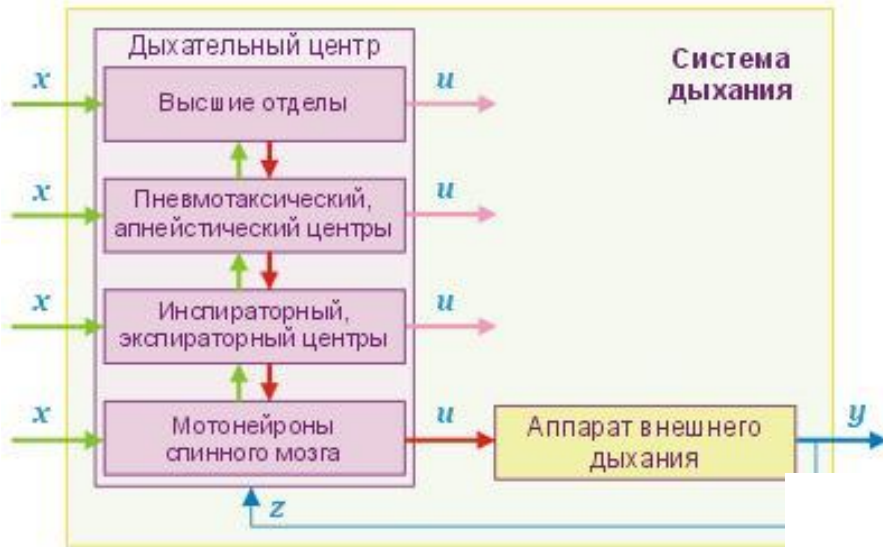 Дыхательный центр
Система
дыхания
x
Высшие отделы
u
x
Пневмотаксический,
апнейстический центры
u
x
Инспираторный,
экспираторный центры
u
x
Мотонейроны
спинного мозга
u
Аппарат внешнего
дыхания
y
z